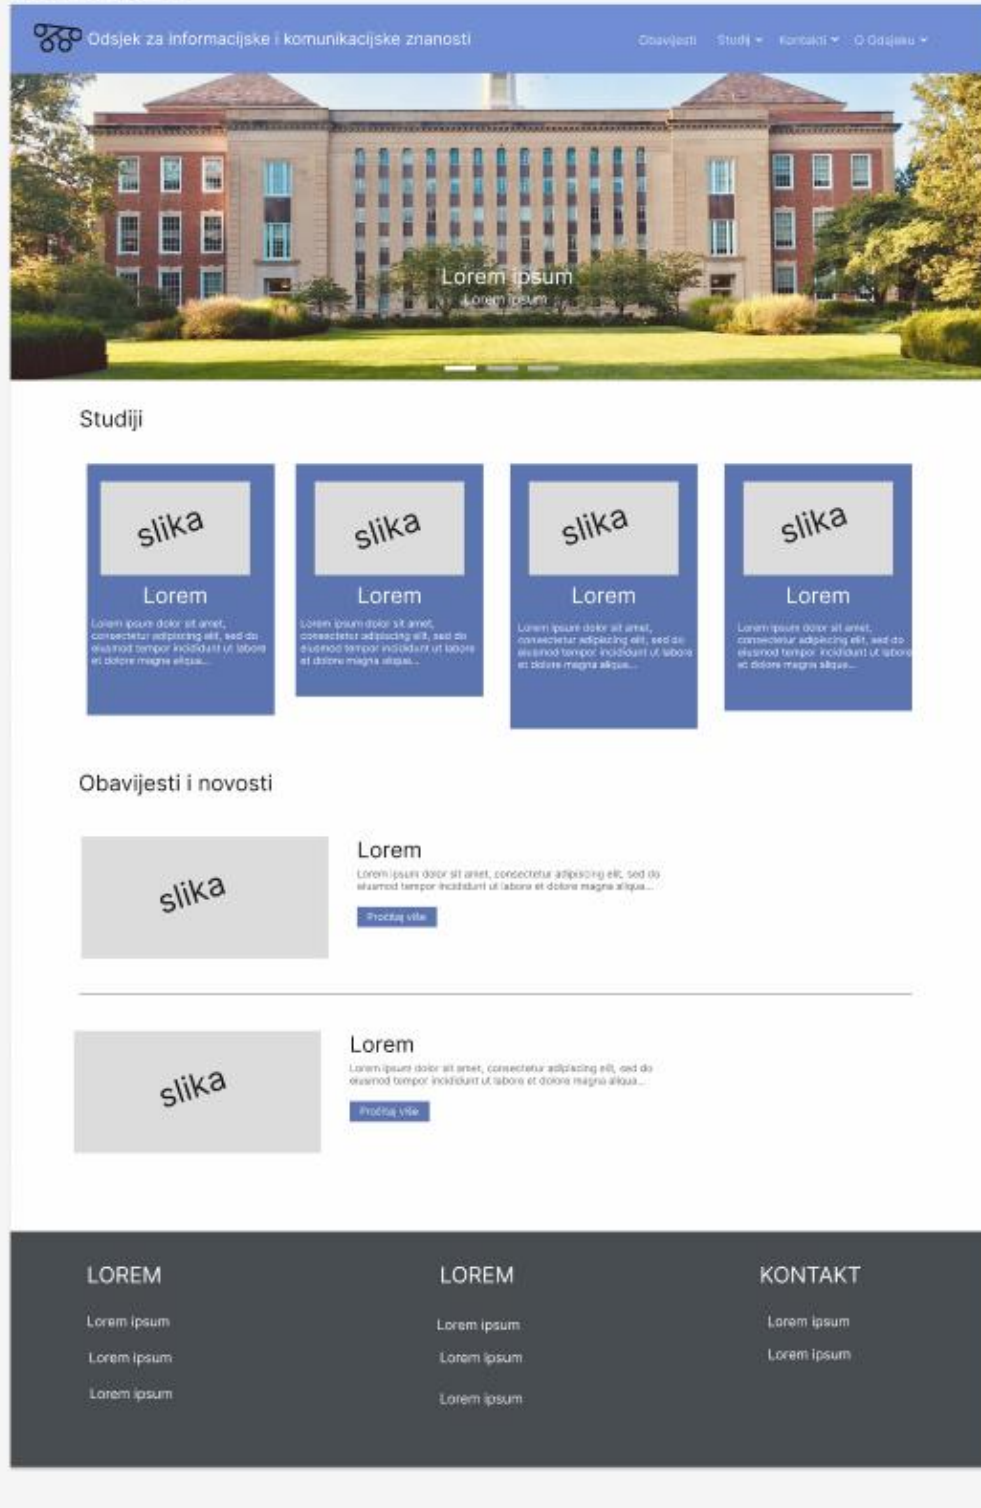 Odsjek za informacijske i komunikacijske znanosti
Obavijesti Studij Kontakti O Odsjeku
Lorem ipsum
Lorem ipsum
Studiji
slika
Lorem
Lorem ipsum dolor sit amet,
consectetur adipiscing elit, sed do
eiusmod tempor incididunt ut labore
et dolore magna aliqua...
slika
Lorem
Lorem ipsum dolor sit amet,
consectetur adipiscing elit, sed do
eiusmod tempor incididunt ut labore
et dolore magna aliqua...
slika
Lorem
Lorem ipsum dolor sit amet,
consectetur adipiscing elit, sed do
eiusmod tempor incididunt ut labore
et dolore magna aliqua...
slika
Lorem
Lorem ipsum dolor sit amet,
consectetur adipiscing elit, sed do
eiusmod tempor incididunt ut labore
et dolore magna aliqua...
Obavijesti i novosti
slika
Lorem
Lorem ipsum dolor sit amet, consectetur adipiscing elit, sed do
eiusmod tempor incididunt ut labore et dolore magna aliqua...
Pročitaj više
slika
Lorem
Lorem ipsum dolor sit amet, consectetur adipiscing elit, sed do
eiusmod tempor incididunt ut labore et dolore magna aliqua...
Pročitaj više
LOREM
Lorem ipsum
Lorem ipsum
Lorem ipsum
LOREM
Lorem ipsum
Lorem ipsum
Lorem ipsum
KONTAKT
Lorem ipsum
Lorem ipsum